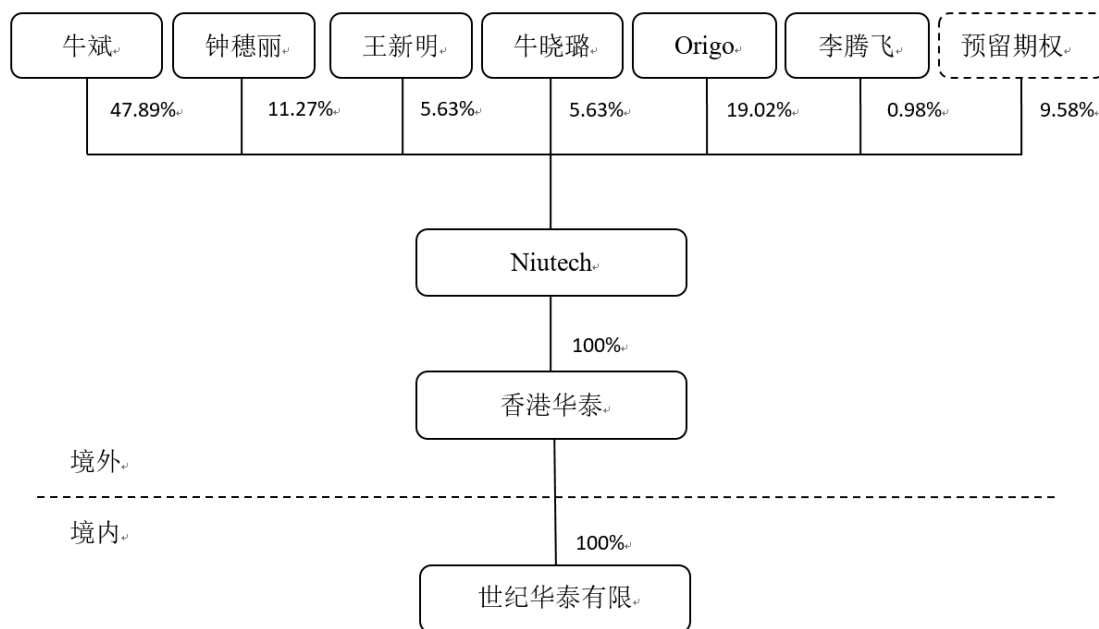 牛斌
钟穗丽
王新明
牛晓璐
Origo
李腾飞
预留期权
47.89%
11.27%
5.63%
5.63%
19.02%
0.98%
9.58%
Niutech
100%
香港华泰
境外
境内
100%
世纪华泰有限